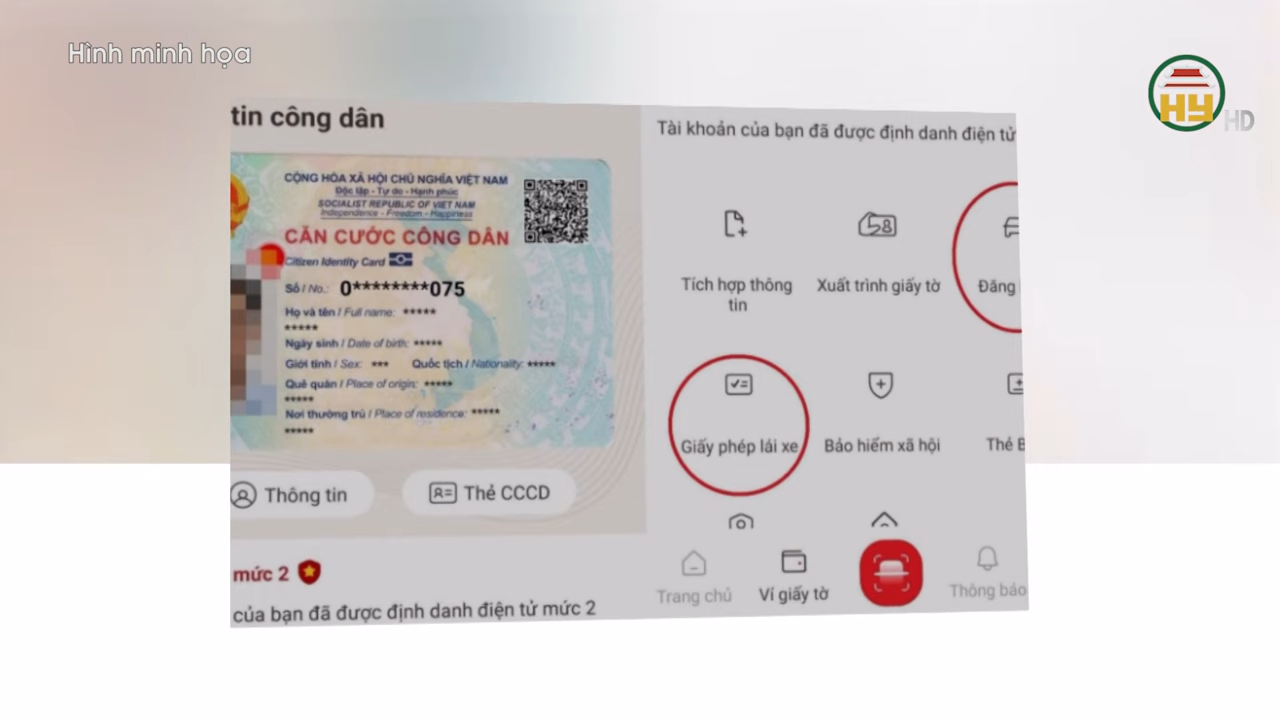 Hình minh họa
HY HD
tin công dân
CỘNG HÒA XÃ HỘI CHỦ NGHĨA VIỆT NAM
Độc lập - Tự do - Hạnh phúc
SOCIALIST REPUBLIC OF VIET NAM
Independence - Freedom - Happiness
CĂN CƯỚC CÔNG DÂN
Citizen Identity Card
Số / No.: 0********075
Họ và tên / Full name: *****
*****
Ngày sinh / Date of birth: *****
Giới tính / Sex: *** Quốc tịch / Nationality: *****
Quê quán / Place of origin: *****
*****
Nơi thường trú / Place of residence: *****
*****
Thông tin
Thẻ CCCD
mức 2
của bạn đã được định danh điện tử mức 2
Tài khoản của bạn đã được định danh điện tử
Tích hợp thông
tin
Xuất trình giấy tờ
Đăng
Giấy phép lái xe
Bảo hiểm xã hội
Thẻ B
Trang chủ
Ví giấy tờ
Thông báo